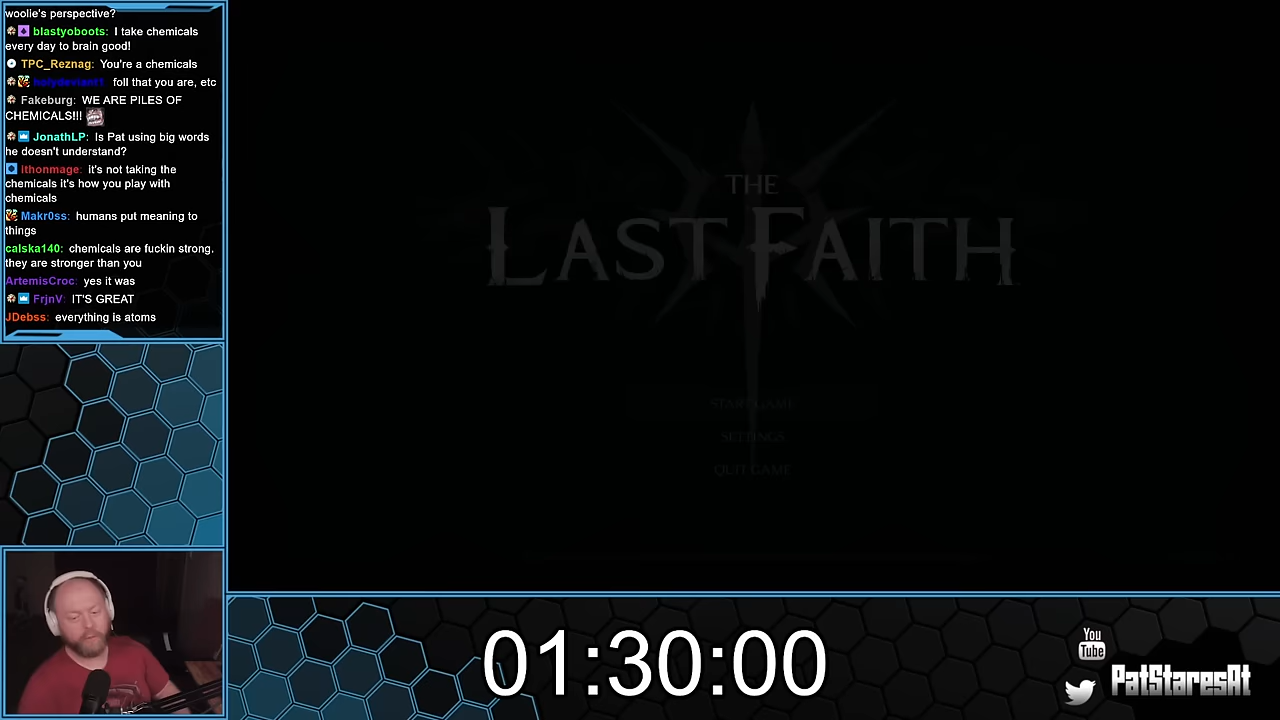 woolie's perspective?
blastyoboots: I take chemicals
every day to brain good!
TPC_Reznag: You're a chemicals
holydeviant1 foll that you are, etc
Fakeburg: WE ARE PILES OF
CHEMICALS!!!
JonathLP: Is Pat using big words
he doesn't understand?
ithonmage: it's not taking the
chemicals it's how you play with
chemicals
Makr0ss: humans put meaning to
things
calska140: chemicals are fuckin strong.
they are stronger than you
ArtemisCroc: yes it was
FrjnV: IT'S GREAT
JDebss: everything is atoms
THE
LAST FAITH
START GAME
SETTINGS
QUIT GAME
01:30:00
You
Tube
PatStaresAt